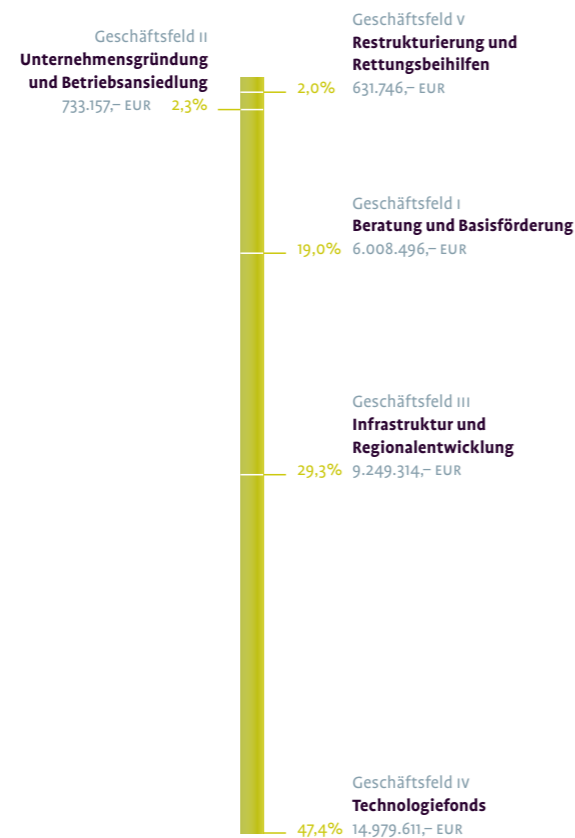 Geschäftsfeld II
Unternehmensgründung
und Betriebsansiedlung
733.157,– EUR 2,3%
Geschäftsfeld V
Restrukturierung und
Rettungsbeihilfen
2,0% 631.746,– EUR
Geschäftsfeld I
Beratung und Basisförderung
19,0% 6.008.496,– EUR
Geschäftsfeld III
Infrastruktur und
Regionalentwicklung
29,3% 9.249.314,– EUR
Geschäftsfeld IV
Technologiefonds
47,4% 14.979.611,– EUR